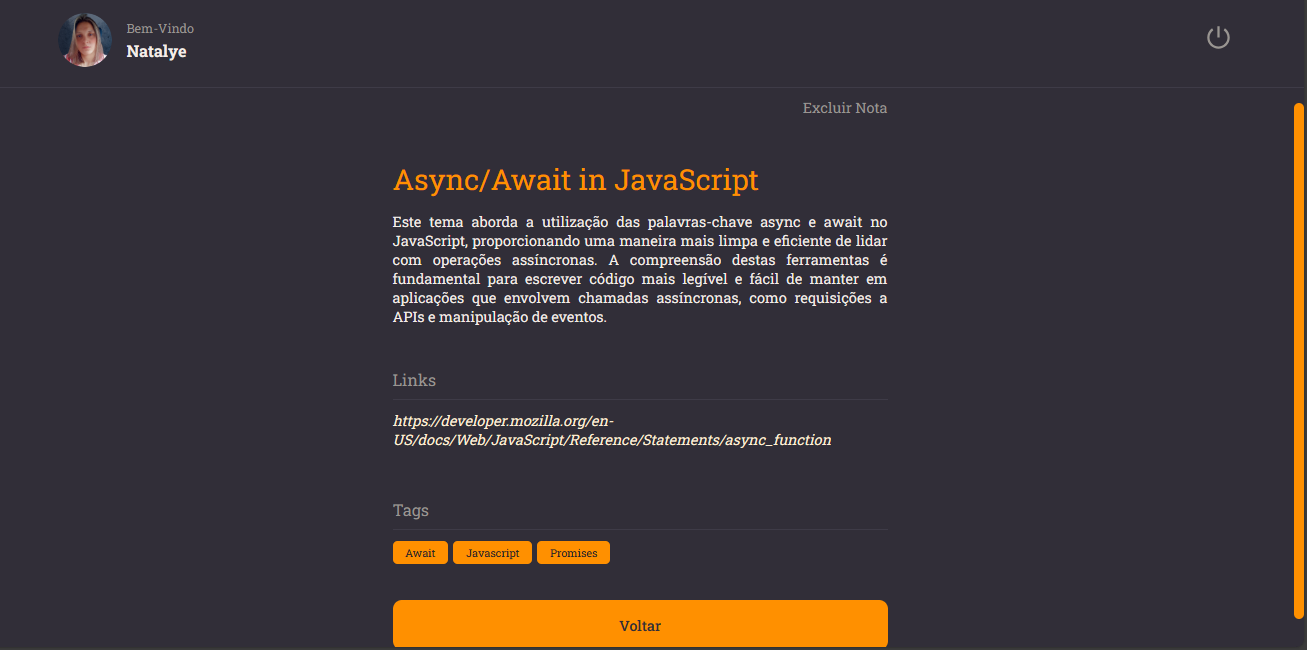 Bem-Vindo
Natalye
Excluir Nota
Async/Await in JavaScript
Este tema aborda a utilização das palavras-chave async e await no
JavaScript, proporcionando uma maneira mais limpa e eficiente de lidar
com operações assíncronas. A compreensão destas ferramentas é
fundamental para escrever código mais legível e fácil de manter em
aplicações que envolvem chamadas assíncronas, como requisições a
APIs e manipulação de eventos.
Links
https://developer.mozilla.org/en-
US/docs/Web/JavaScript/Reference/Statements/async_function
Tags
Await Javascript Promises
Voltar